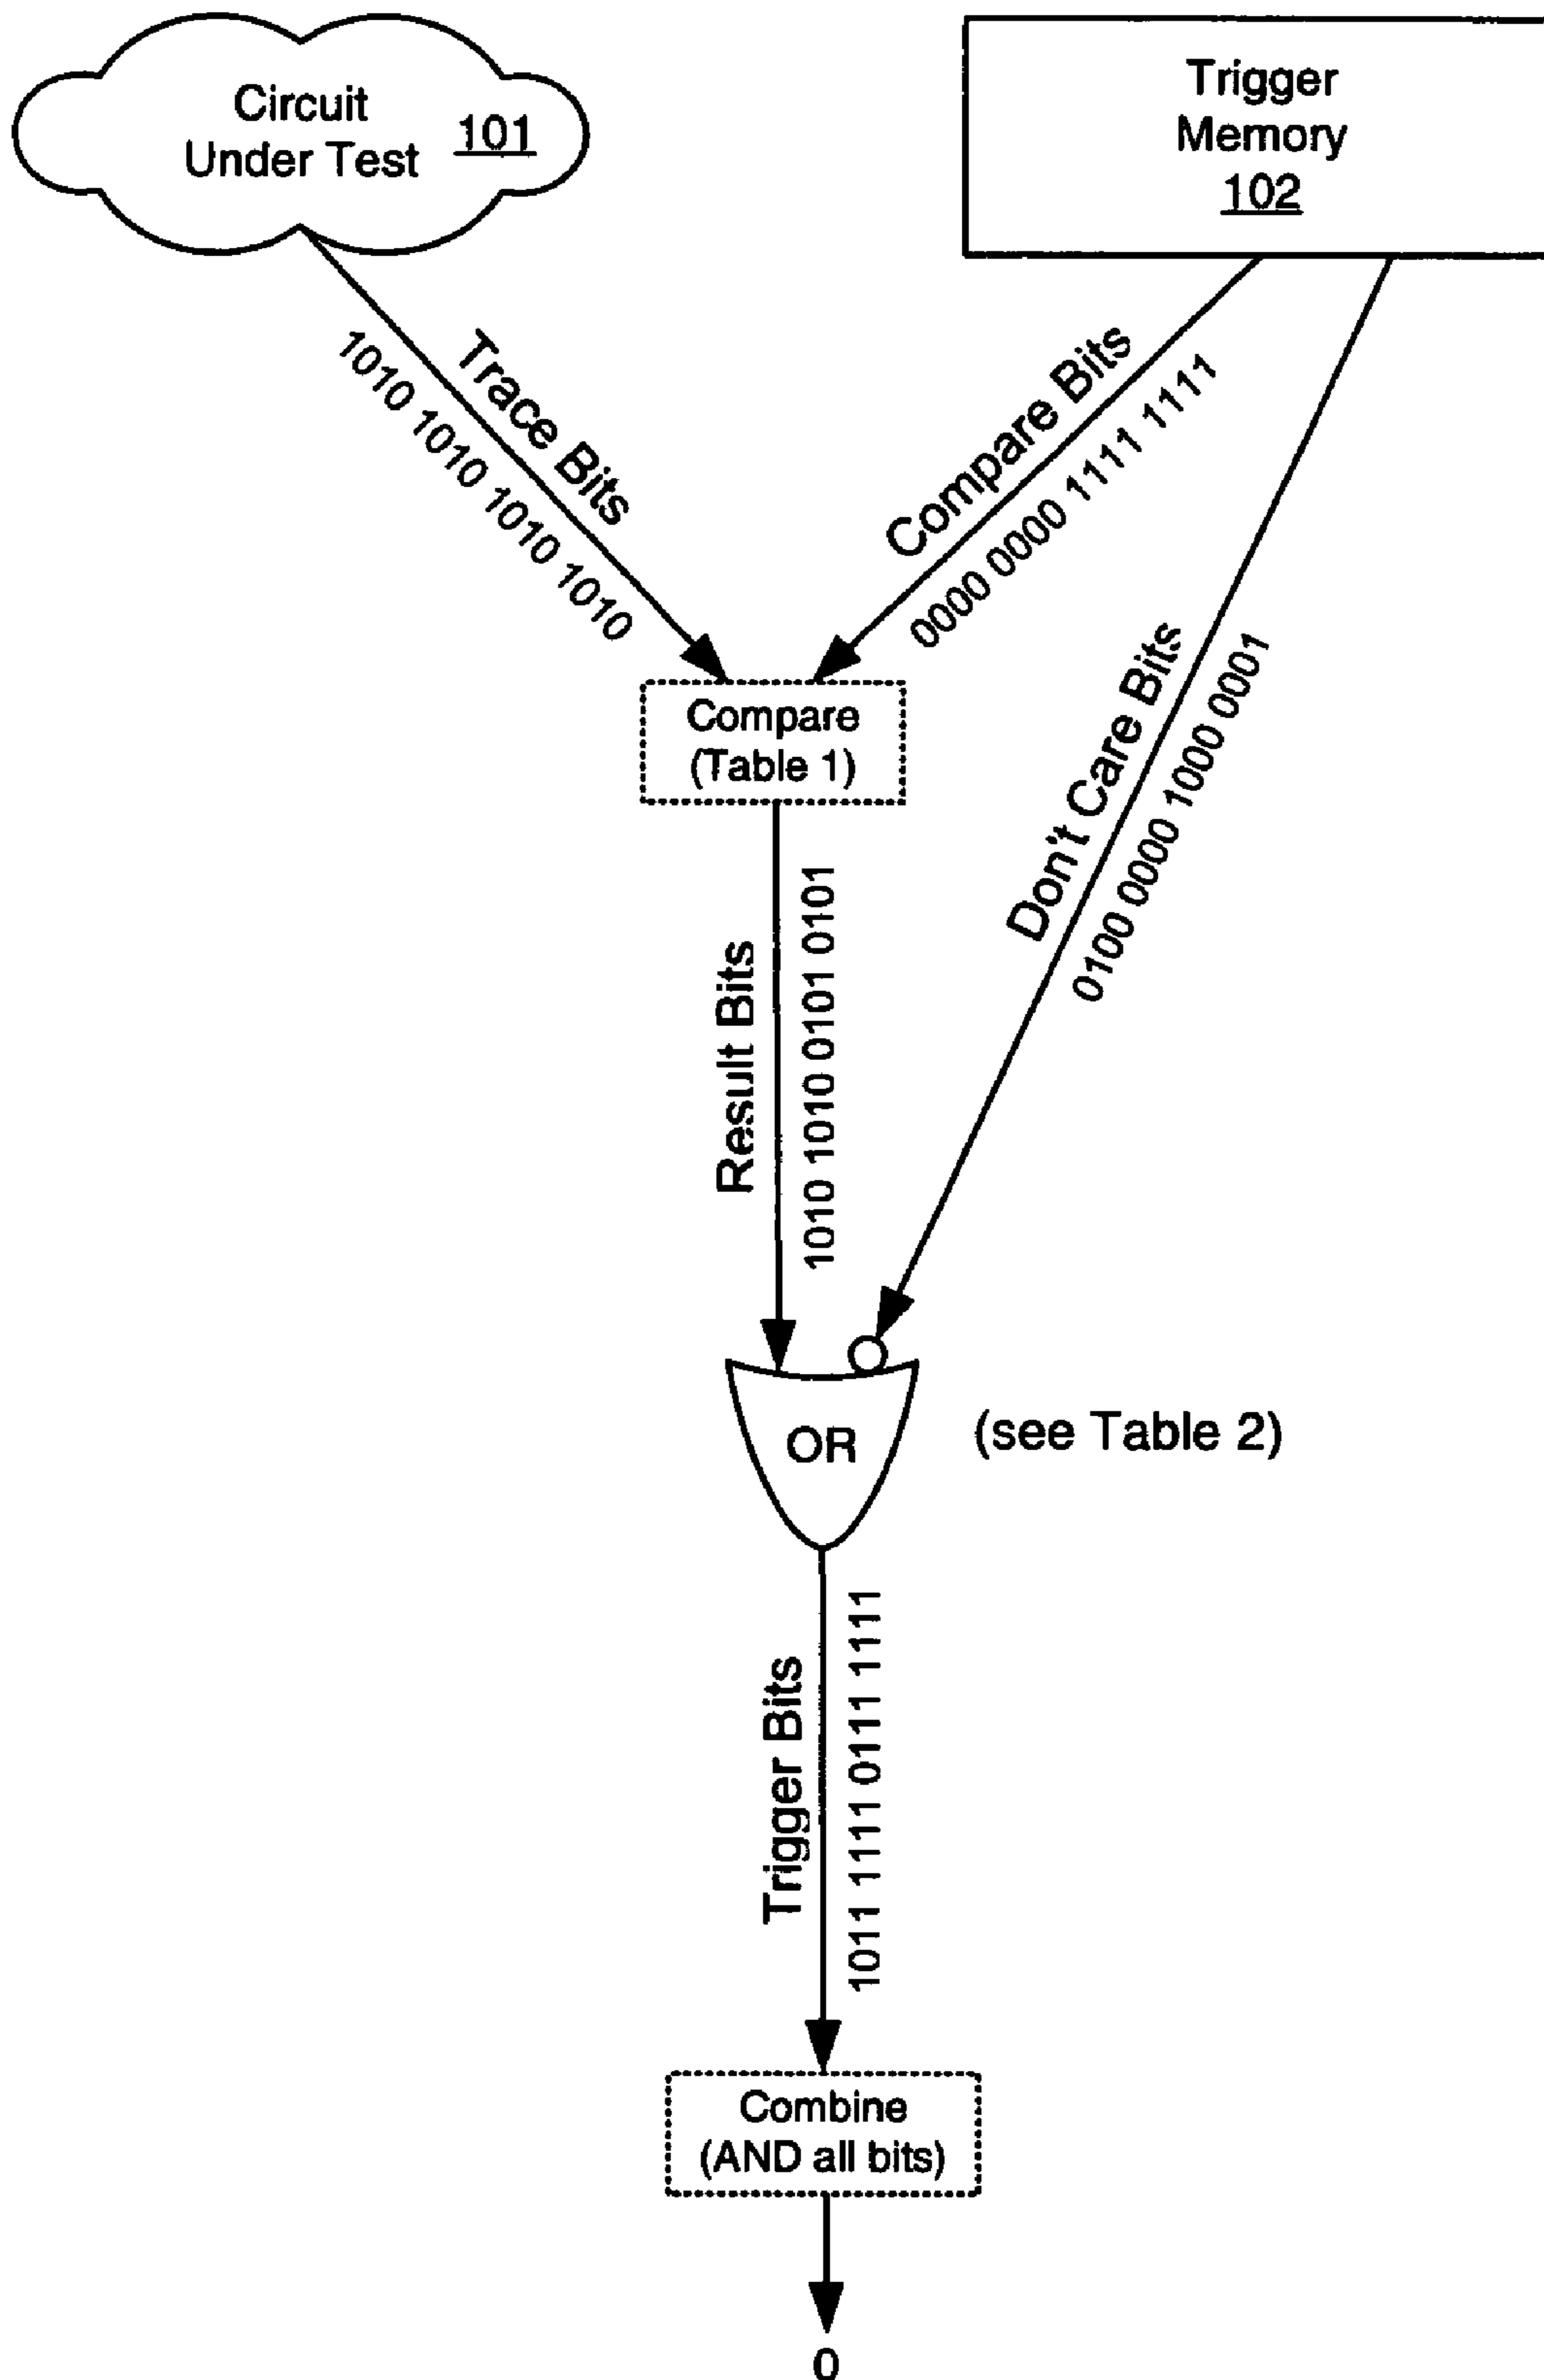 Circuit
Under Test 101
Trigger
Memory
102
Trace Bits
1010 1010 1010 1010
Compare Bits
0000 0000 1111 1111
Don't Care Bits
0100 0000 1000 0001
Compare
(Table 1)
Result Bits
1010 1010 0101 0101
OR
(see Table 2)
Trigger Bits
1011 1111 0111 1111
Combine
(AND all bits)
0